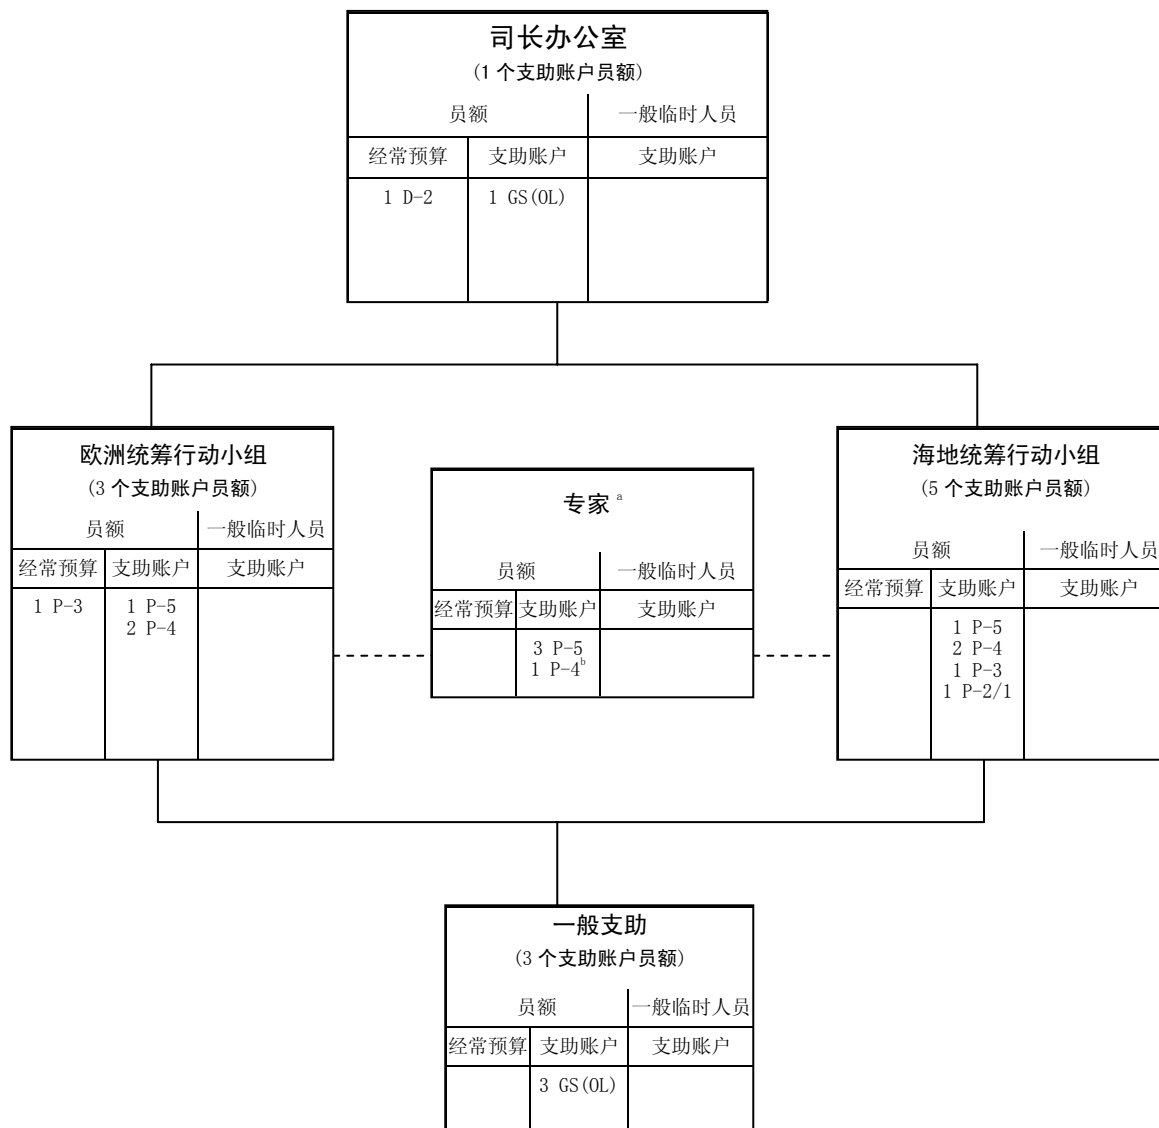 司长办公室
(1 个支助账户员额)
员额 一般临时人员
经常预算 支助账户 支助账户
1 D-2 1 GS(OL)
欧洲统筹行动小组
(3 个支助账户员额)
员额 一般临时人员
经常预算 支助账户 支助账户
1 P-3 1 P-5
2 P-4
专家 a
员额 一般临时人员
经常预算 支助账户 支助账户
3 P-5
1 P-4b
海地统筹行动小组
(5 个支助账户员额)
员额 一般临时人员
经常预算 支助账户 支助账户
1 P-5
2 P-4
1 P-3
1 P-2/1
一般支助
(3 个支助账户员额)
员额 一般临时人员
经常预算 支助账户 支助账户
3 GS(OL)